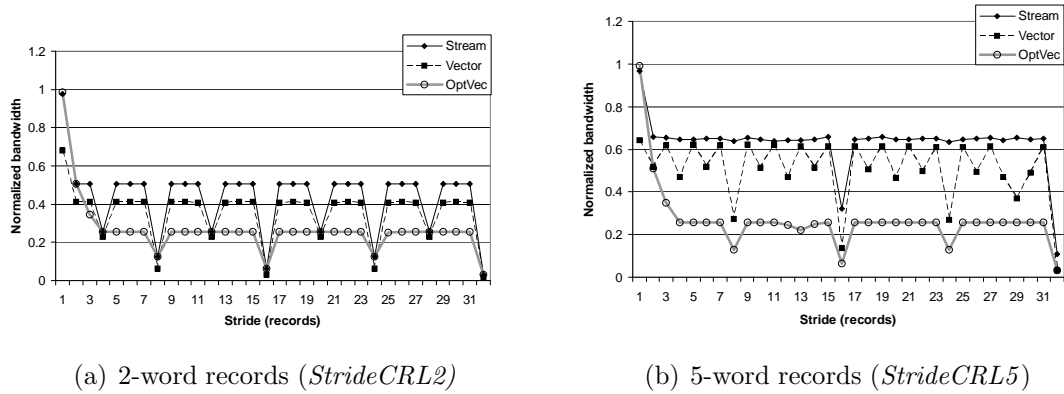 Stream
Vector
OptVec
Normalized bandwidth
1.2
1
0.8
0.6
0.4
0.2
0
1 3 5 7 9 11 13 15 17 19 21 23 25 27 29 31
Stride (records)
(a) 2-word records (StrideCRL2)
Stream
Vector
OptVec
Normalized bandwidth
1.2
1
0.8
0.6
0.4
0.2
0
1 3 5 7 9 11 13 15 17 19 21 23 25 27 29 31
Stride (records)
(b) 5-word records (StrideCRL5)